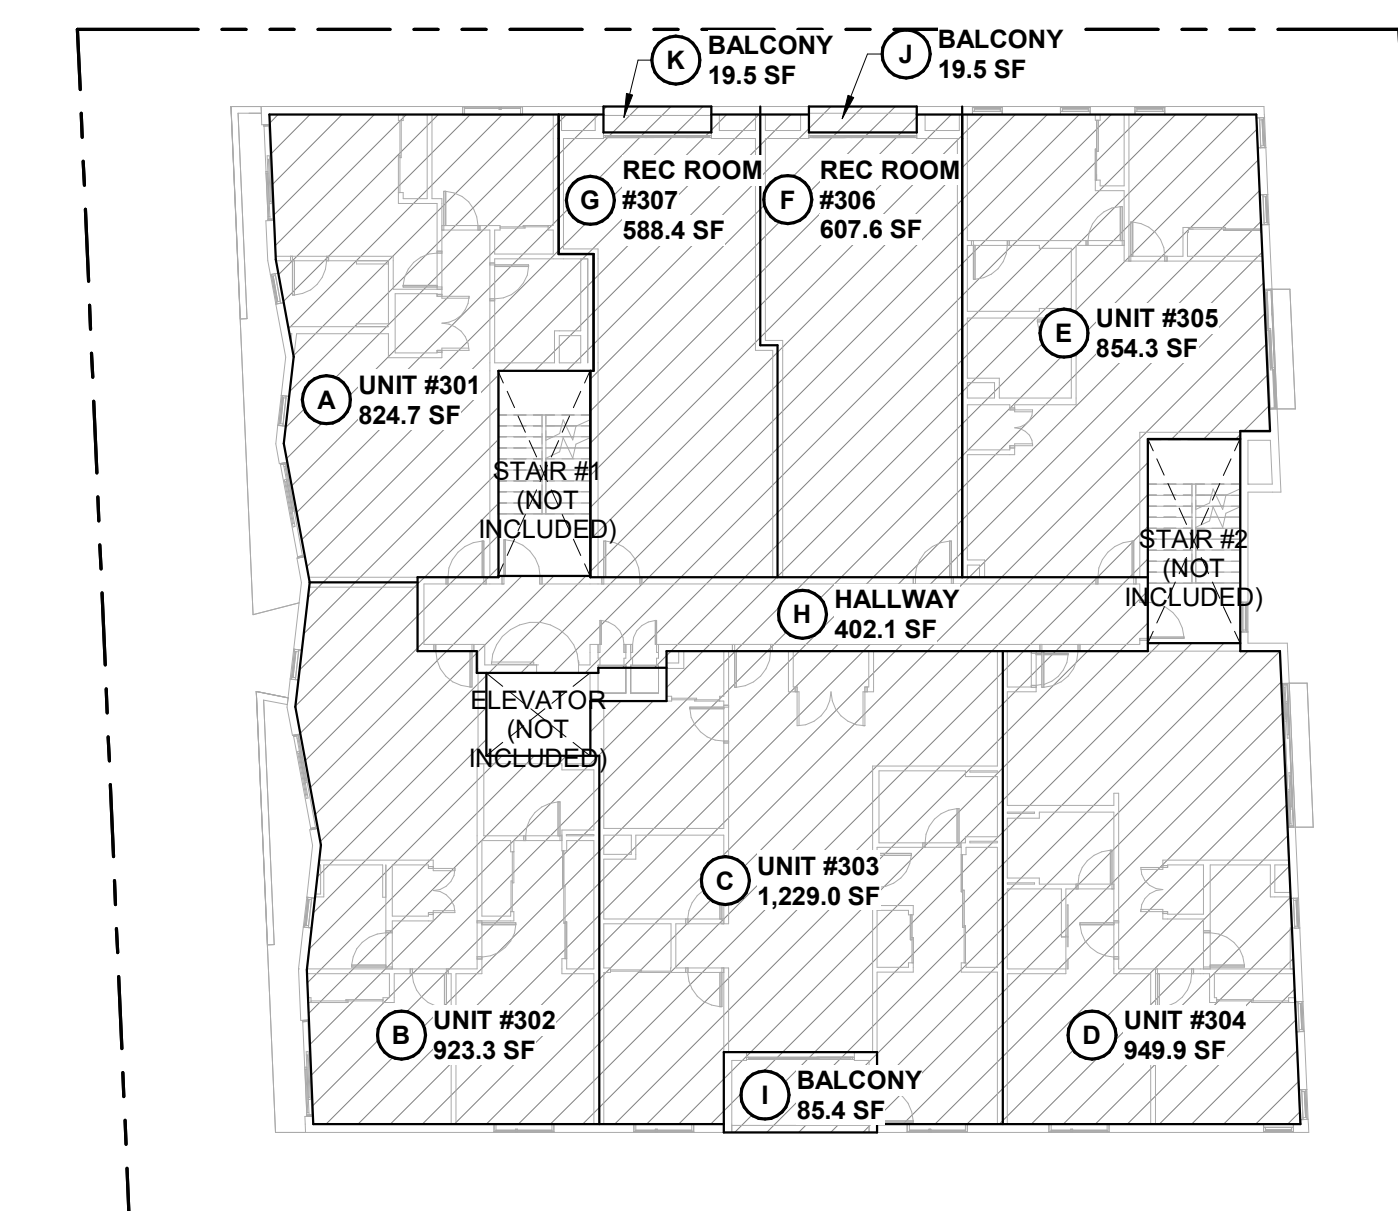 K
BALCONY
19.5 SF
J
BALCONY
19.5 SF
G
REC ROOM
#307
588.4 SF
F
REC ROOM
#306
607.6 SF
E
UNIT #305
854.3 SF
A
UNIT #301
824.7 SF
STAIR #1
(NOT
INCLUDED)
STAIR #2
(NOT
INCLUDED)
H
HALLWAY
402.1 SF
ELEVATOR
(NOT
INCLUDED)
C
UNIT #303
1,229.0 SF
B
UNIT #302
923.3 SF
D
UNIT #304
949.9 SF
I
BALCONY
85.4 SF